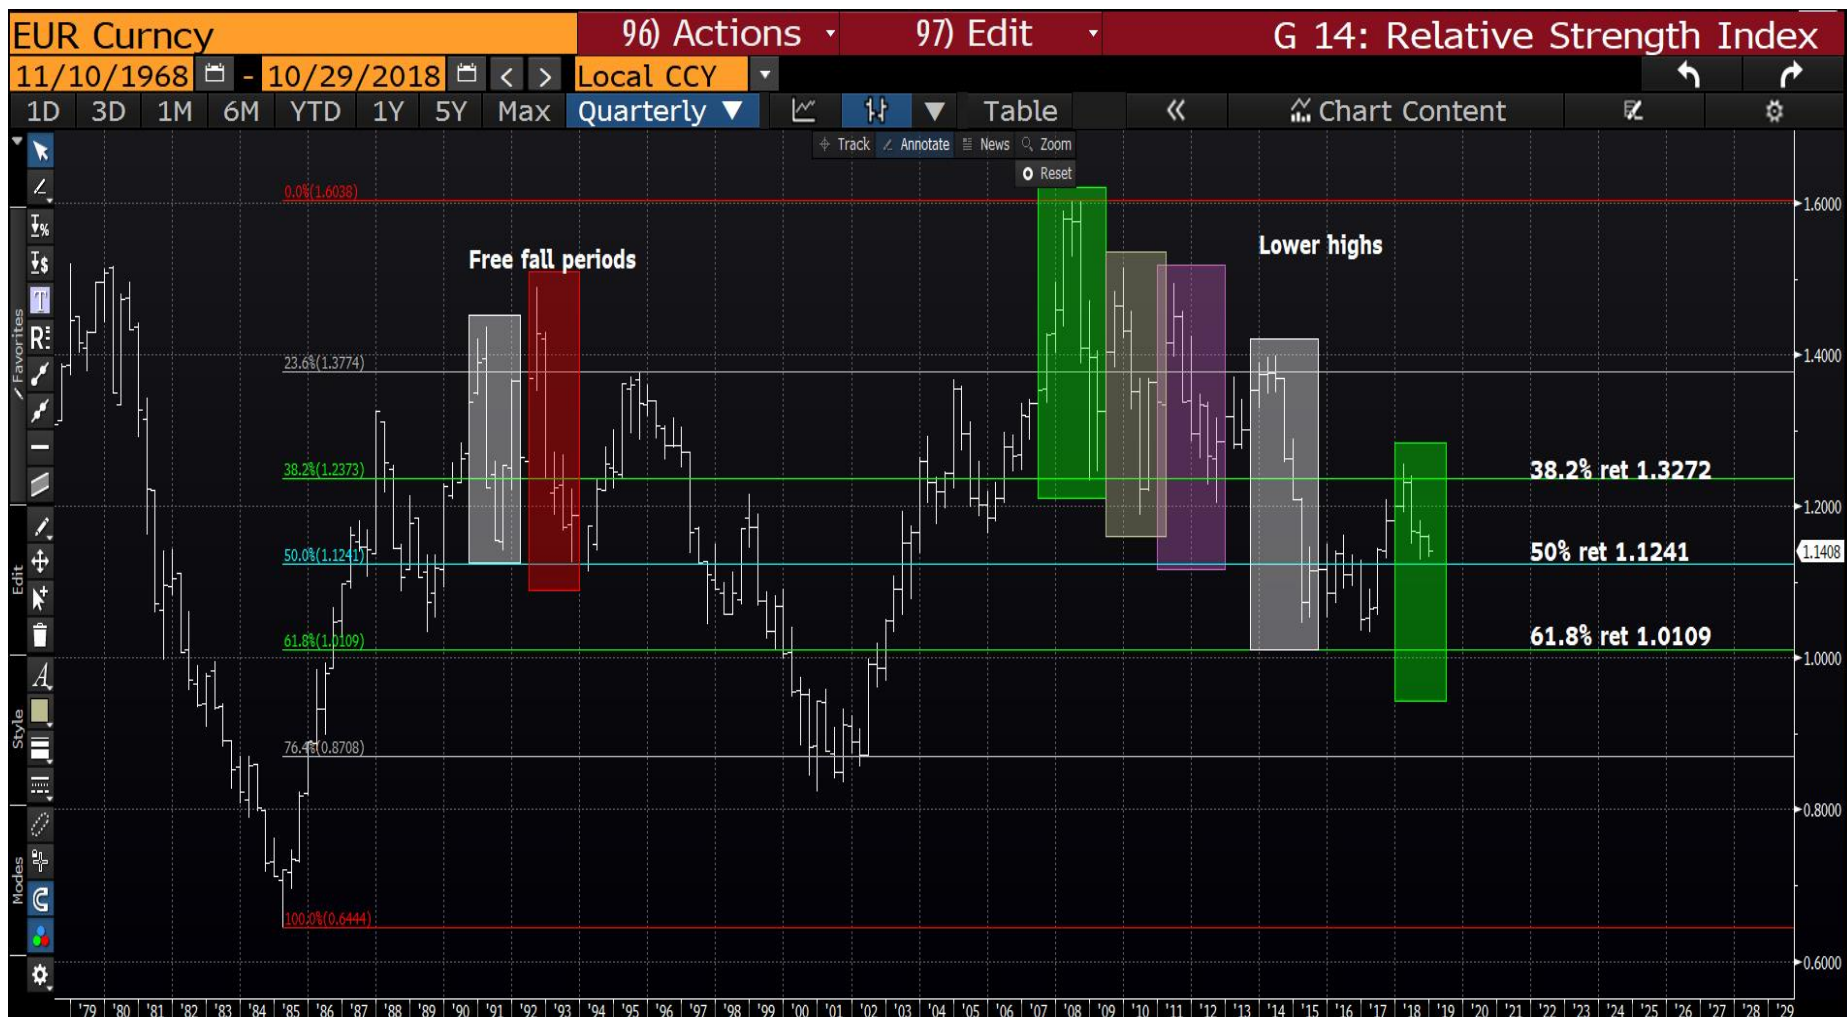 EUR Curncy 96) Actions 97) Edit G 14: Relative Strength Index
11/10/1968 - 10/29/2018 < > Local CCY
1D 3D 1M 6M YTD 1Y 5Y Max Quarterly ▼ Table « Chart Content
Track Annotate News Zoom
Reset
0.0%(1.6038)
1.6000
Free fall periods
Lower highs
23.6%(1.3774)
1.4000
38.2%(1.2373)
38.2% ret 1.3272
1.2000
50.0%(1.1241)
50% ret 1.1241
1.1408
61.8%(1.0109)
61.8% ret 1.0109
1.0000
76.4%(0.8708)
0.8000
100.0%(0.6444)
0.6000
Favorites
Edit
Style
Modes
% 
$
T
R
A
'79 '80 '81 '82 '83 '84 '85 '86 '87 '88 '89 '90 '91 '92 '93 '94 '95 '96 '97 '98 '99 '00 '01 '02 '03 '04 '05 '06 '07 '08 '09 '10 '11 '12 '13 '14 '15 '16 '17 '18 '19 '20 '21 '22 '23 '24 '25 '26 '27 '28 '29